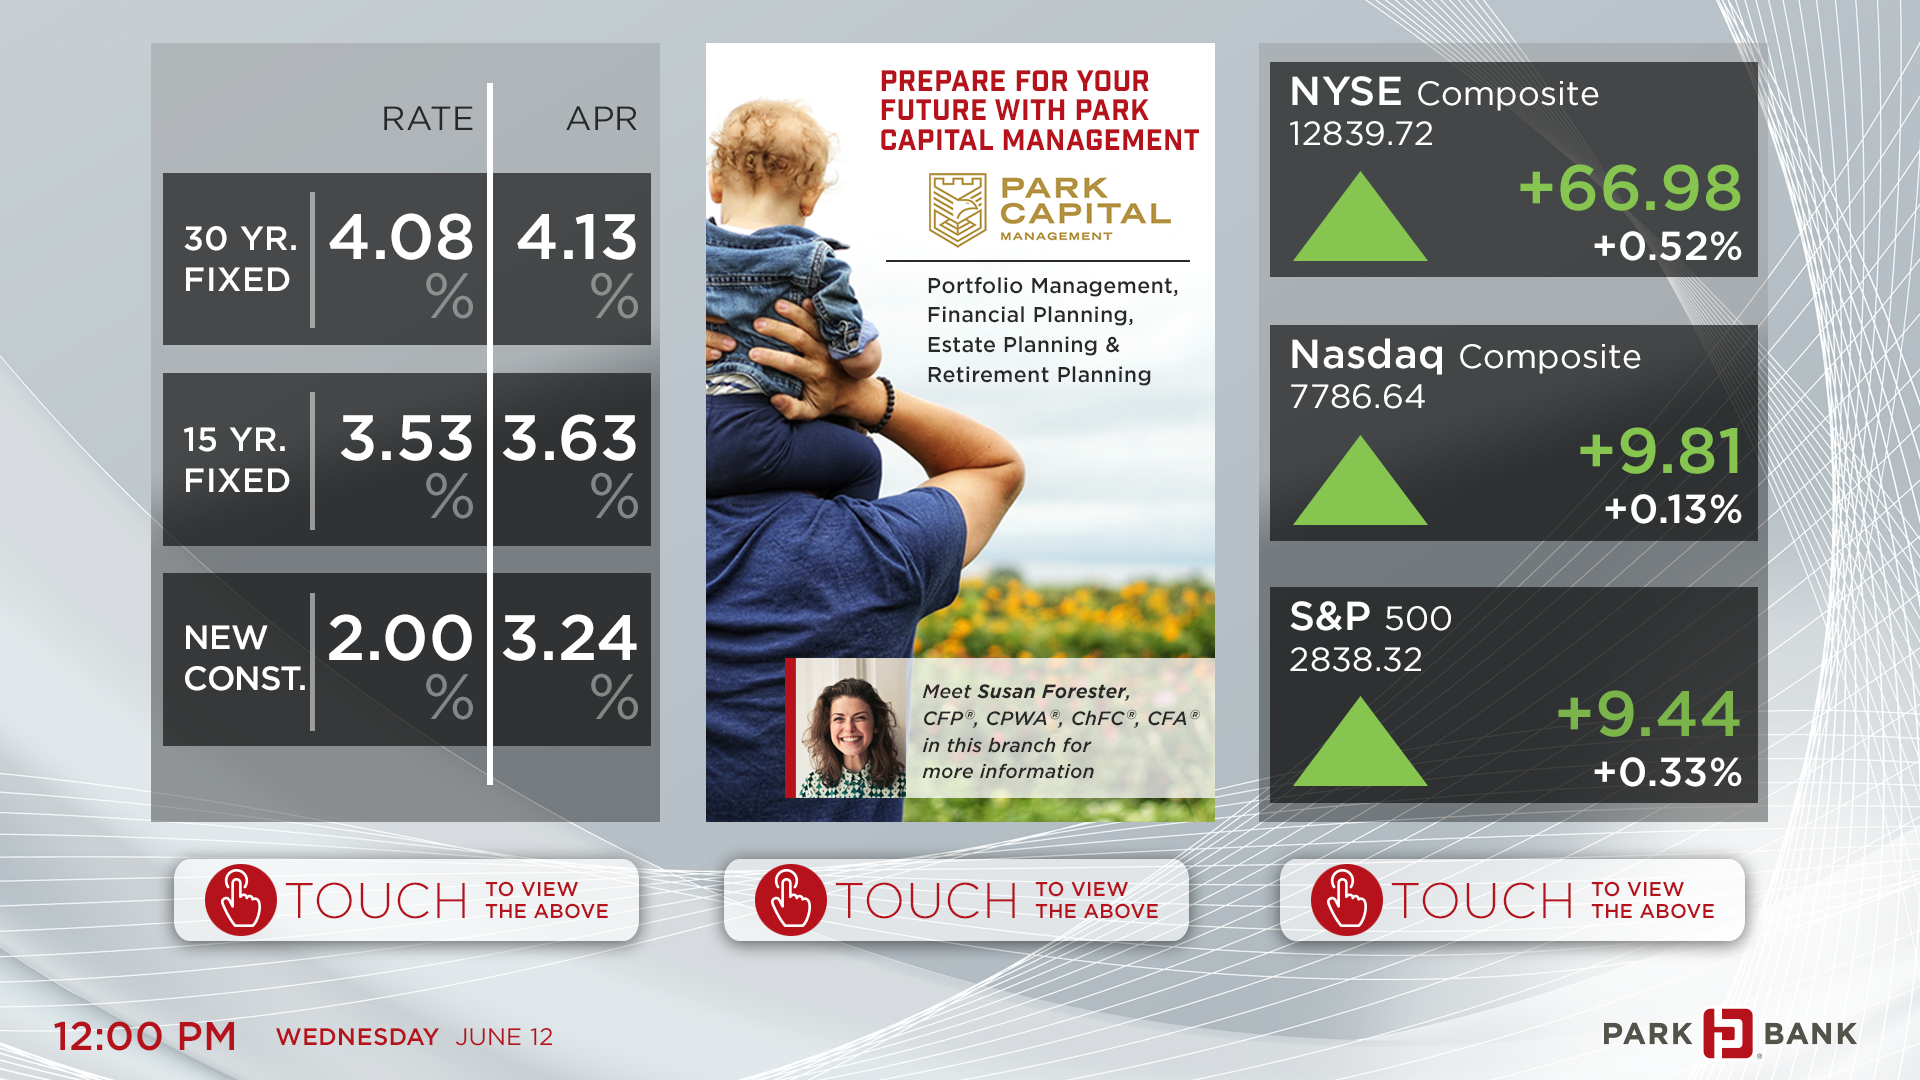 RATE APR
30 YR.
FIXED
4.08 4.13
% %
15 YR.
FIXED
3.53 3.63
% %
NEW
CONST.
2.00 3.24
% %
PREPARE FOR YOUR
FUTURE WITH PARK
CAPITAL MANAGEMENT
PARK
CAPITAL
MANAGEMENT
Portfolio Management,
Financial Planning,
Estate Planning &
Retirement Planning
Meet Susan Forester,
CFP®, CPWA®, ChFC®, CFA®
in this branch for
more information
NYSE Composite
12839.72
+66.98
+0.52%
Nasdaq Composite
7786.64
+9.81
+0.13%
S&P 500
2838.32
+9.44
+0.33%
TOUCH TO VIEW
THE ABOVE
TOUCH TO VIEW
THE ABOVE
TOUCH TO VIEW
THE ABOVE
12:00 PM WEDNESDAY JUNE 12
PARK BANK®